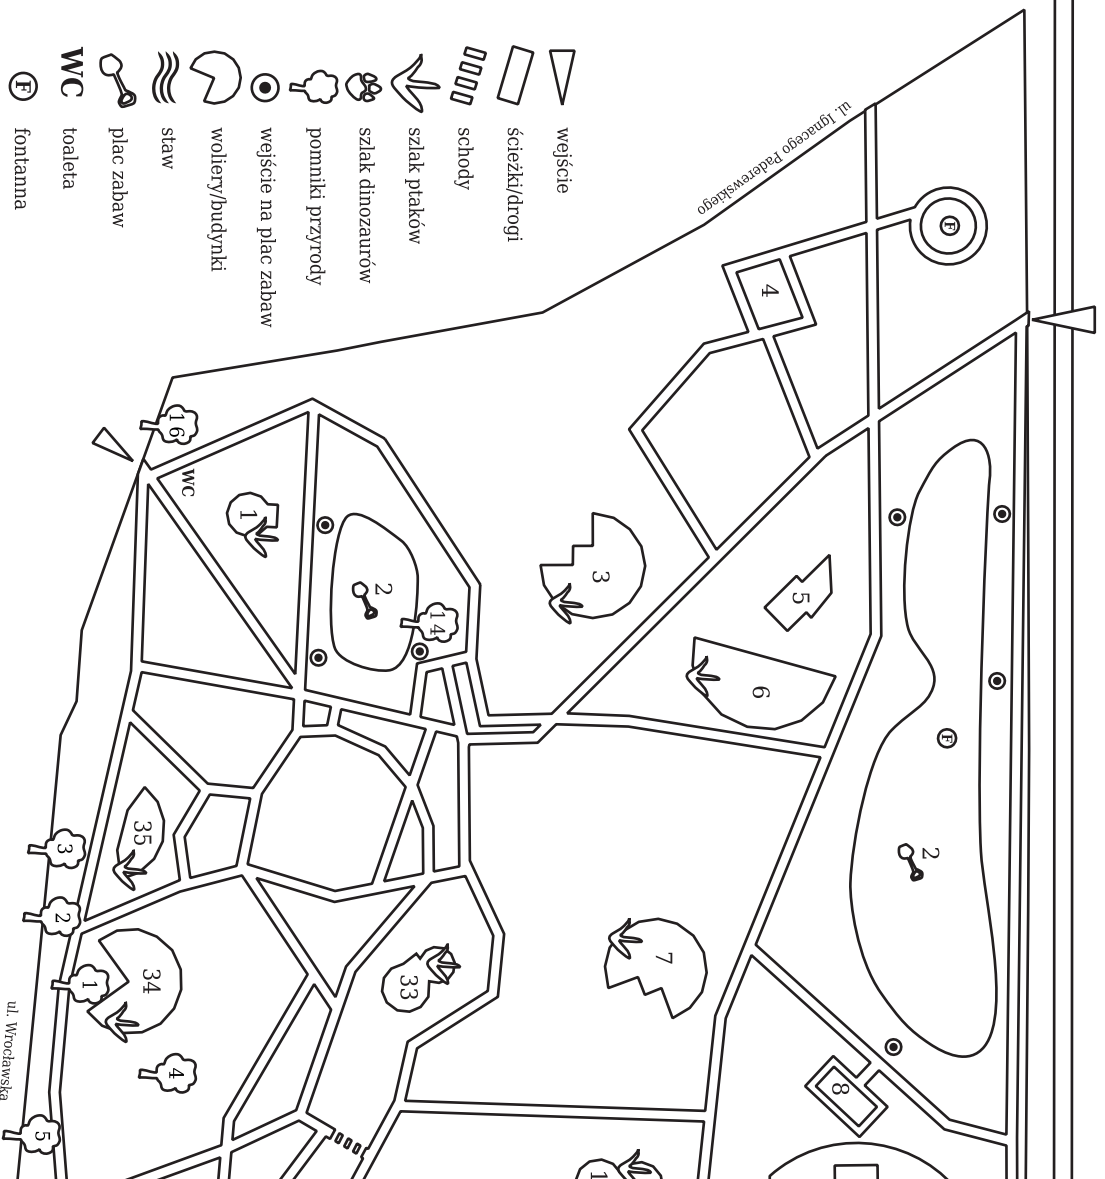 wejście
ścieżki/drogi
schody
szlak ptaków
szlak dinozaurów
pomniki przyrody
wejście na plac zabaw
woliery/budynki
staw
plac zabaw
WC toaleta
F fontanna
ul. Ignacego Paderewskiego
F
4
5
3
6
2
F
16
WC
1
2
14
2
7
8
35
3
2
1
34
33
4
5
ul. Wrocławska